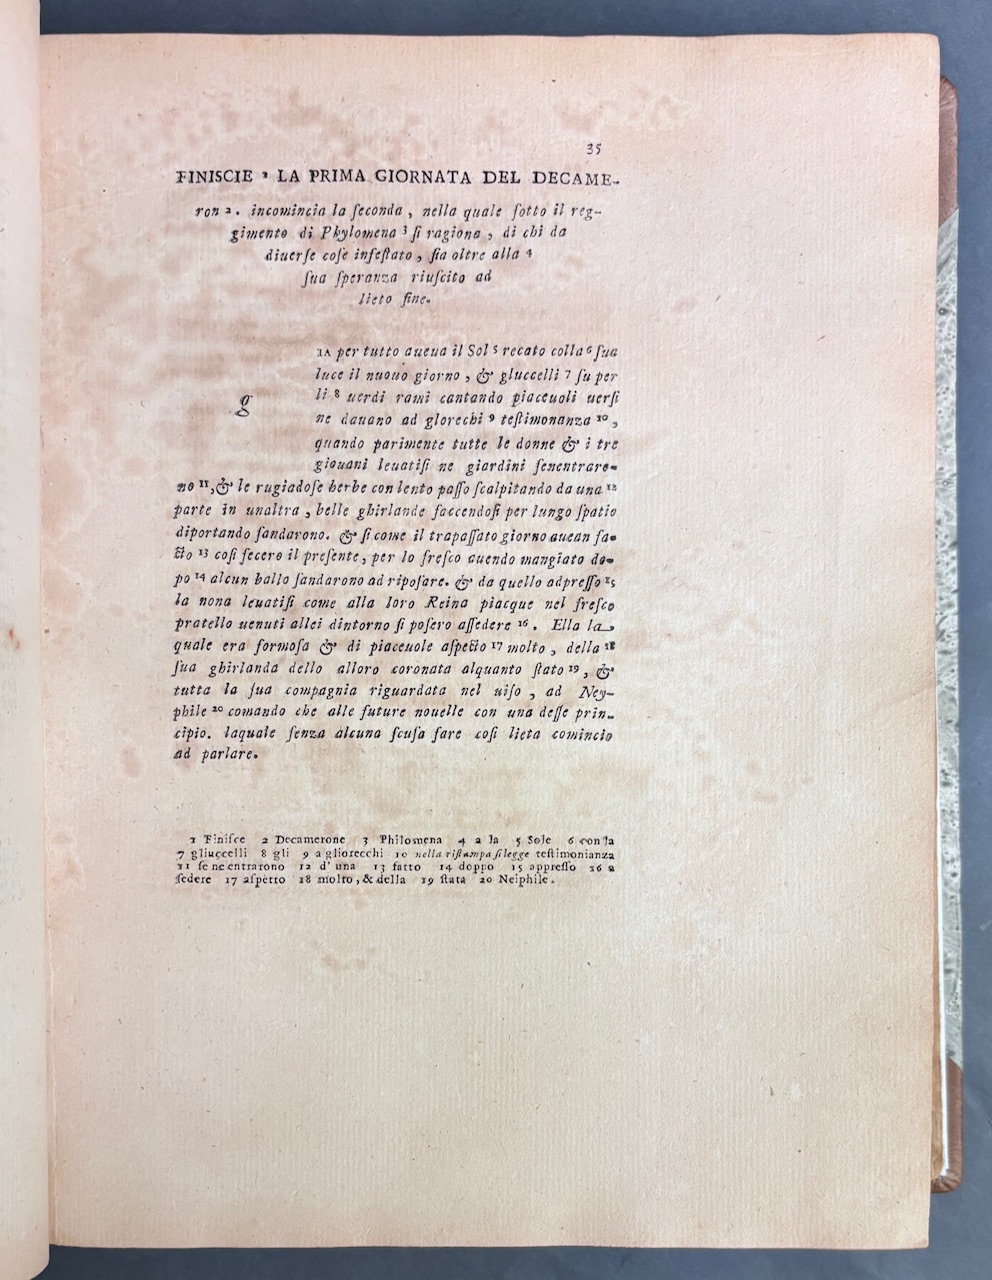 35
FINISCIE ¹ LA PRIMA GIORNATA DEL DECAME-
ron ². incomincia la ſeconda, nella quale ſotto il reg-
gimento di Phylomena ³ ſi ragiona, di chi da
diuerſe coſe infeſtato, ſia oltre alla ⁴
ſua ſperanza riuſcito ad
lieto fine.
g
IA per tutto aueua il Sol ⁵ recato colla ⁶ ſua
luce il nuouo giorno, & gluccelli ⁷ ſu per
li ⁸ uerdi rami cantando piaceuoli uerſi
ne dauano ad glorechi ⁹ teſtimonanza ¹⁰,
quando parimente tutte le donne & i tre
giouani leuatiſi ne giardini ſenentraro-
no ¹¹, & le rugiadoſe herbe con lento paſſo ſcalpitando da una ¹²
parte in unaltra, belle ghirlande faccendoſi per lungo ſpatio
diportando ſandarono. & ſi come il trapaſſato giorno auean fa-
cto ¹³ coſi fecero il preſente, per lo freſco auendo mangiato do-
po ¹⁴ alcun ballo ſandarono ad ripoſare. & da quello adpreſſo ¹⁵
la nona leuatiſi come alla loro Reina piacque nel freſco
pratello uenuti allei dintorno ſi poſero aſſedere ¹⁶. Ella la-
quale era formoſa & di piaceuole aſpecto ¹⁷ molto, della ¹⁸
ſua ghirlanda dello alloro coronata alquanto ſtato ¹⁹, &
tutta la ſua compagnia riguardata nel uiſo, ad Ney-
phile ²⁰ comando che alle future nouelle con una deſſe prin-
cipio. laquale ſenza alcuna ſcuſa fare coſi lieta comincio
ad parlare.
1 Finiſce 2 Decamerone 3 Philomena 4 a la 5 Sole 6 con la
7 gliuccelli 8 gli 9 a gliorecchi 10 nella riſtampa ſi legge teſtimonianza
11 ſe ne entrarono 12 d' una 13 fatto 14 doppo 15 appreſſo 16 a
ſedere 17 aſpetto 18 molto, & della 19 ſtata 20 Neiphile.